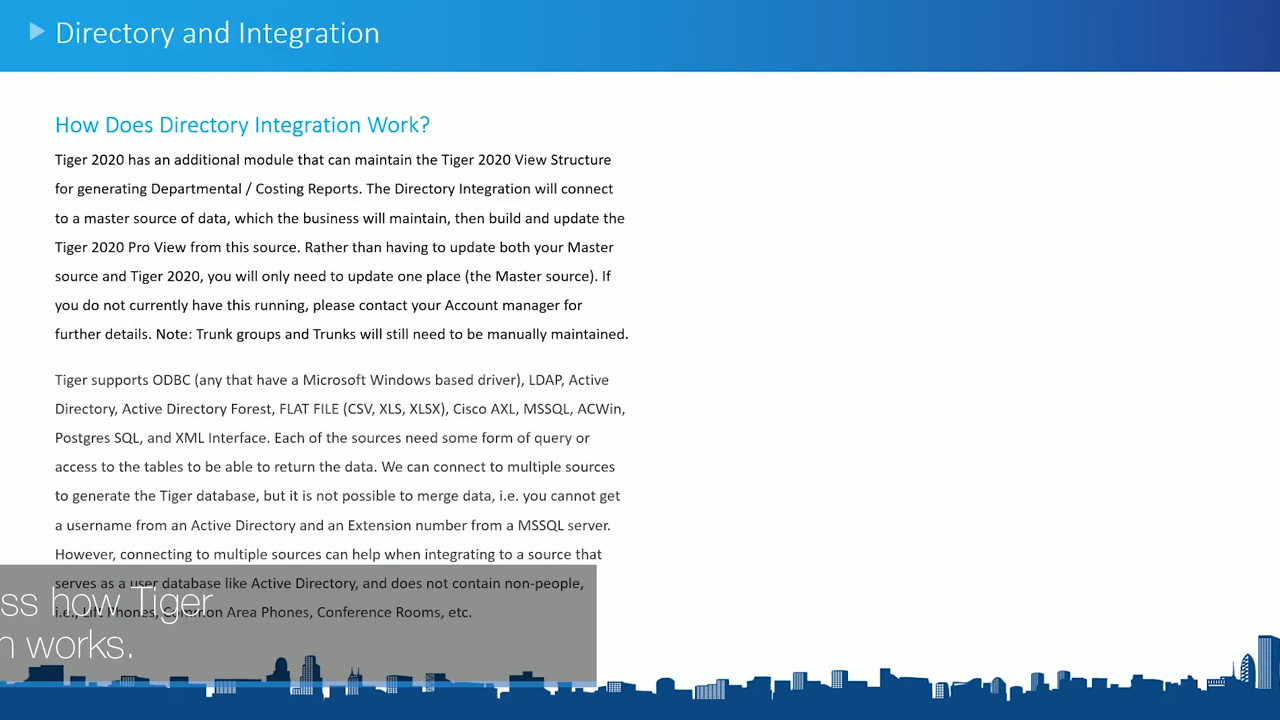 Directory and Integration
How Does Directory Integration Work?
Tiger 2020 has an additional module that can maintain the Tiger 2020 View Structure
for generating Departmental / Costing Reports. The Directory Integration will connect
to a master source of data, which the business will maintain, then build and update the
Tiger 2020 Pro View from this source. Rather than having to update both your Master
source and Tiger 2020, you will only need to update one place (the Master source). If
you do not currently have this running, please contact your Account manager for
further details. Note: Trunk groups and Trunks will still need to be manually maintained.
Tiger supports ODBC (any that have a Microsoft Windows based driver), LDAP, Active
Directory, Active Directory Forest, FLAT FILE (CSV, XLS, XLSX), Cisco AXL, MSSQL, ACWin,
Postgres SQL, and XML Interface. Each of the sources need some form of query or
access to the tables to be able to return the data. We can connect to multiple sources
to generate the Tiger database, but it is not possible to merge data, i.e. you cannot get
a username from an Active Directory and an Extension number from a MSSQL server.
However, connecting to multiple sources can help when integrating to a source that
serves as a user database like Active Directory, and does not contain non-people,
i.e., Lift Phones, Common Area Phones, Conference Rooms, etc.
ss how Tiger
n works.